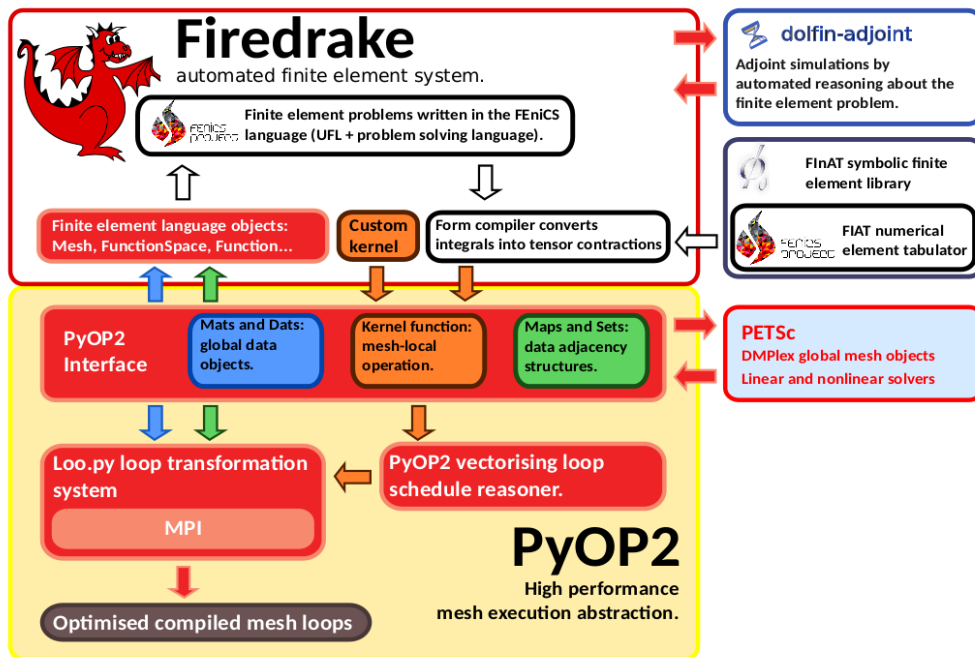 Firedrake
automated finite element system.
FENiCS
PROJECT
Finite element problems written in the FEniCS
language (UFL + problem solving language).
dolfin-adjoint
Adjoint simulations by
automated reasoning about the
finite element problem.
FInAT symbolic finite
element library
FENiCS
PROJECT
FIAT numerical
element tabulator
Finite element language objects:
Mesh, FunctionSpace, Function...
Custom
kernel
Form compiler converts
integrals into tensor contractions
PyOP2
Interface
Mats and Dats:
global data
objects.
Kernel function:
mesh-local
operation.
Maps and Sets:
data adjacency
structures.
PETSc
DMPlex global mesh objects
Linear and nonlinear solvers
Loo.py loop transformation
system
MPI
PyOP2 vectorising loop
schedule reasoner.
PyOP2
High performance
mesh execution abstraction.
Optimised compiled mesh loops